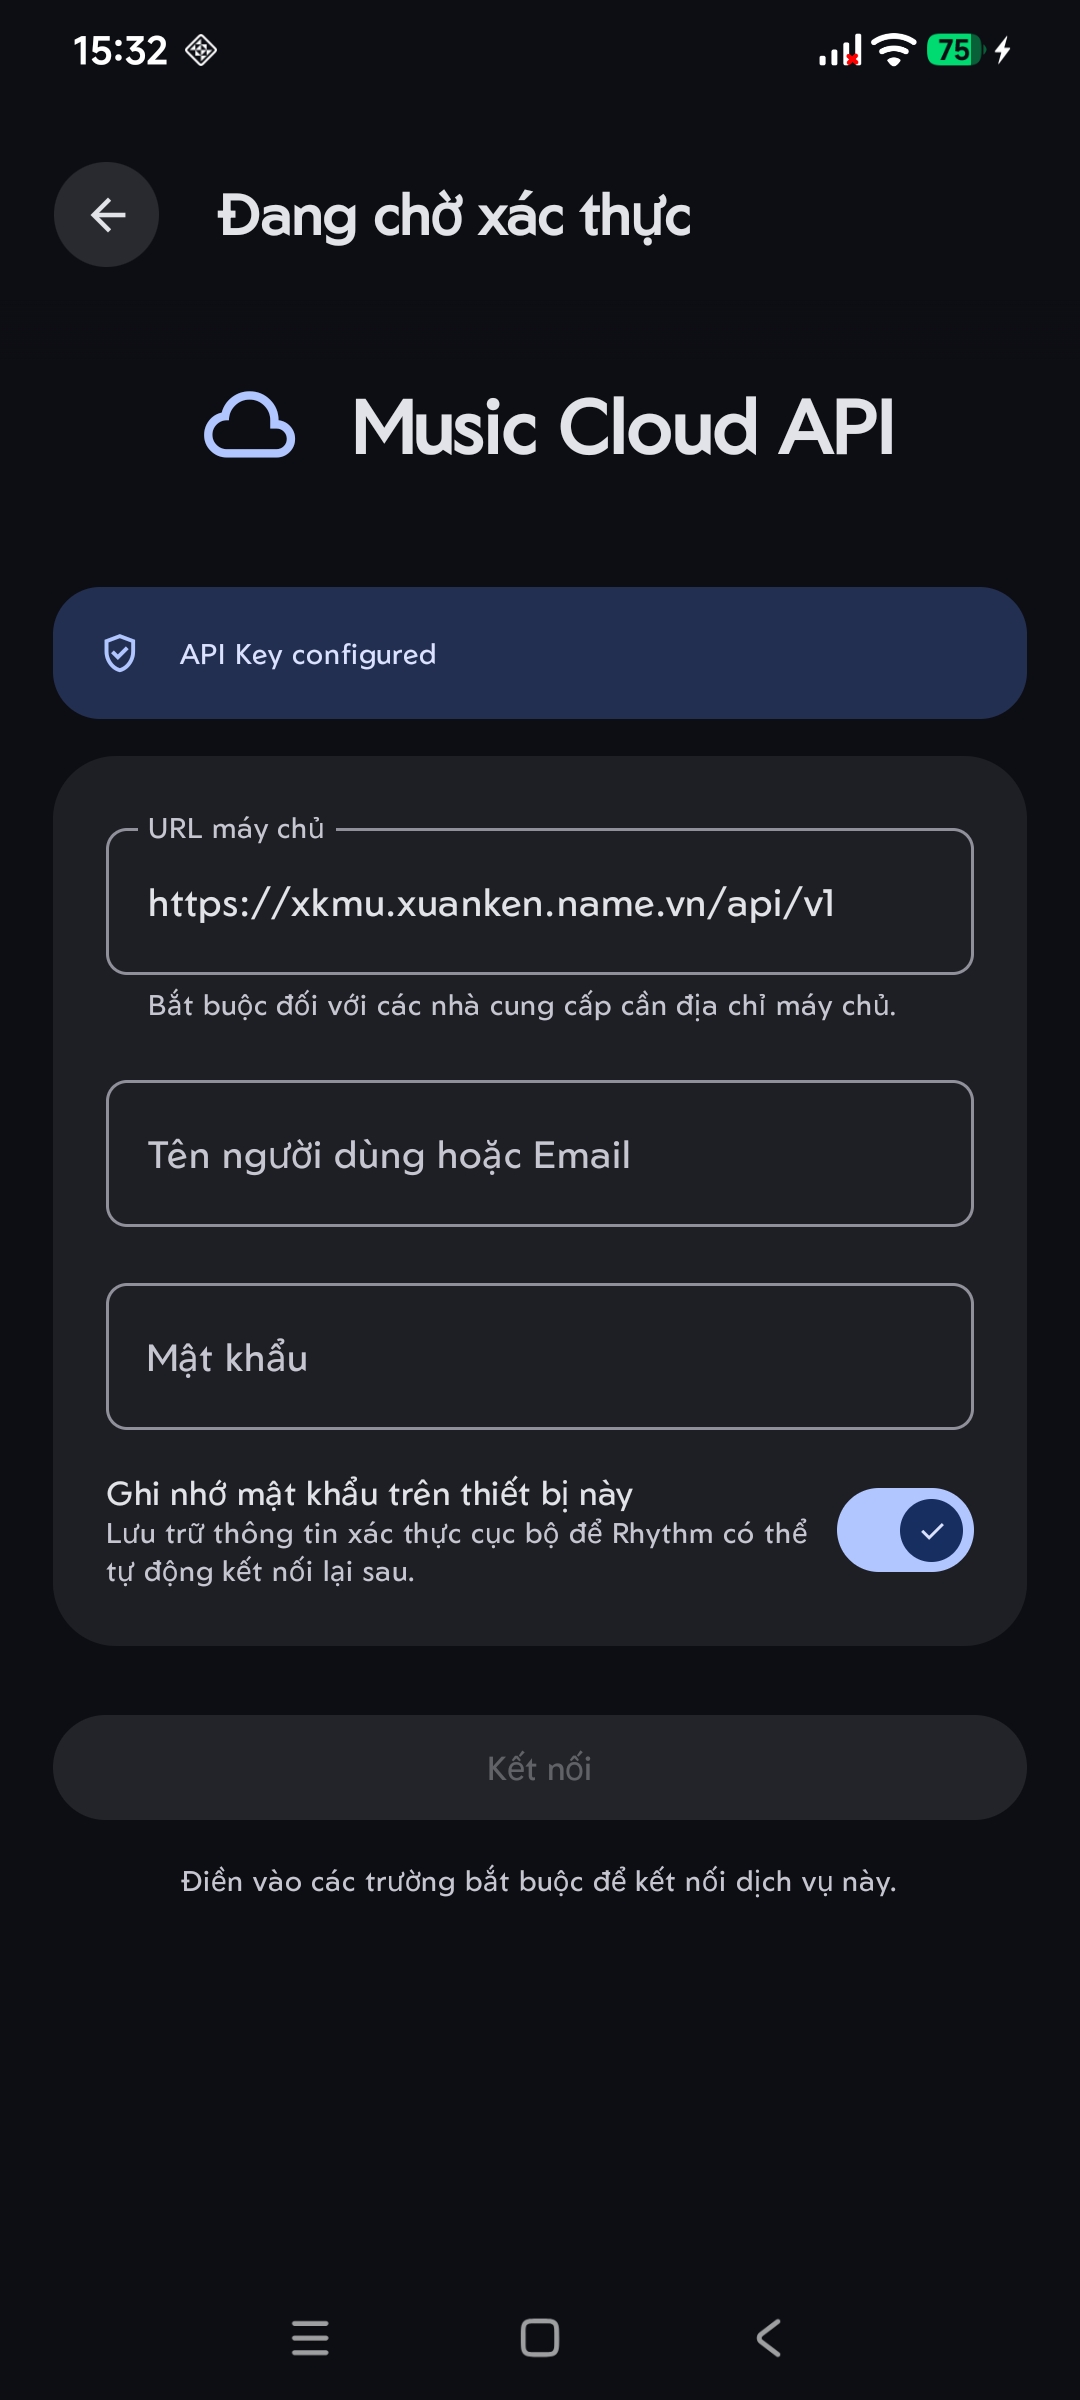 15:32
75
Đang chờ xác thực
Music Cloud API
API Key configured
URL máy chủ
https://xkmu.xuanken.name.vn/api/v1
Bắt buộc đối với các nhà cung cấp cần địa chỉ máy chủ.
Tên người dùng hoặc Email
Mật khẩu
Ghi nhớ mật khẩu trên thiết bị này
Lưu trữ thông tin xác thực cục bộ để Rhythm có thể
tự động kết nối lại sau.
Kết nối
Điền vào các trường bắt buộc để kết nối dịch vụ này.